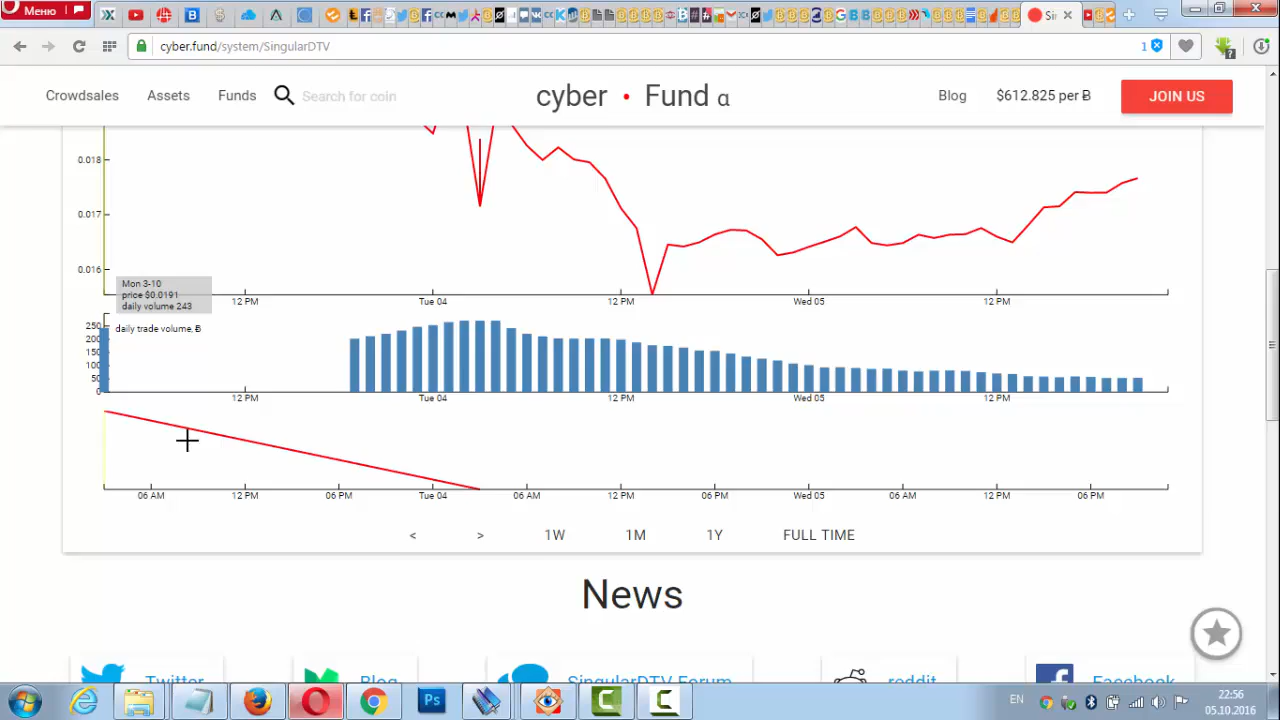 Меню
Sin
cyber.fund/system/SingularDTV
1
Crowdsales Assets Funds Search for coin
cyber • Fund α
Blog $612.825 per Ƀ JOIN US
0.018
0.017
0.016
Mon 3-10
price $0.0191
daily volume 243
12 PM Tue 04 12 PM Wed 05 12 PM
daily trade volume, Ƀ
250
200
150
100
50
0
12 PM Tue 04 12 PM Wed 05 12 PM
06 AM 12 PM 06 PM Tue 04 06 AM 12 PM 06 PM Wed 05 06 AM 12 PM 06 PM
< > 1W 1M 1Y FULL TIME
News
Twitter Blog SingularDTV Forum reddit Facebook
EN
22:56
05.10.2016